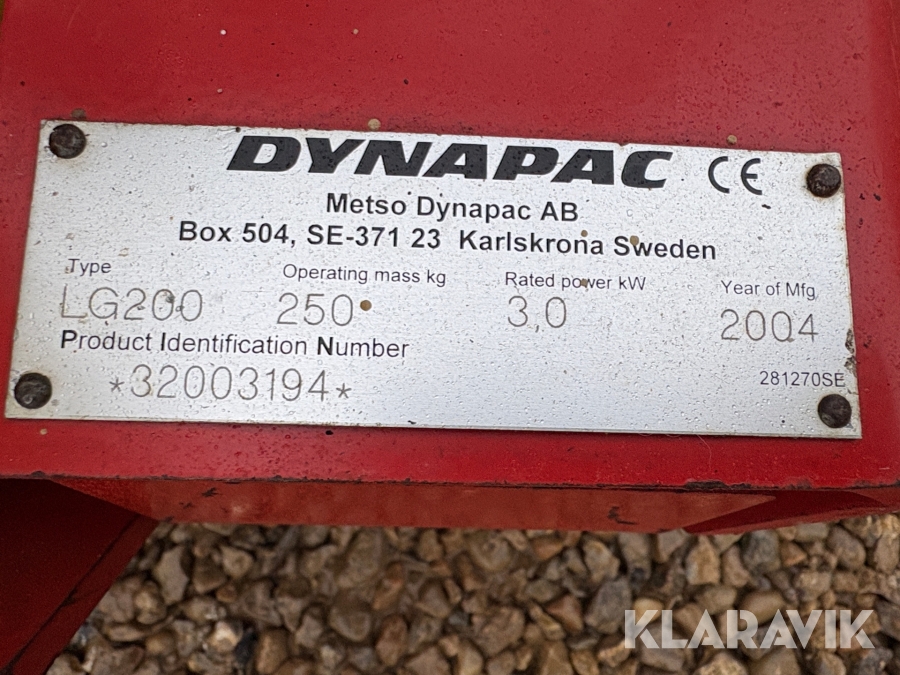 DYNAPAC CE
Metso Dynapac AB
Box 504, SE-371 23 Karlskrona Sweden
Type Operating mass kg Rated power kW Year of Mfg
LG200 250 3,0 2004
Product Identification Number
*32003194*
281270SE
KLARAVIK